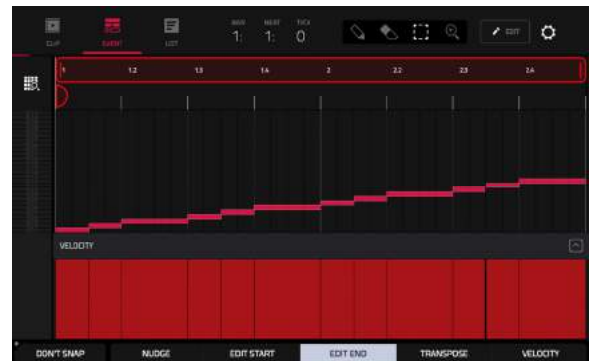 BAR BEAT TICK
1: 1: 0
EDIT
CLIP EVENT LIST
1 1.2 1.3 1.4 2 2.2 2.3 2.4
VELOCITY
DON'T SNAP NUDGE EDIT START EDIT END TRANSPOSE VELOCITY